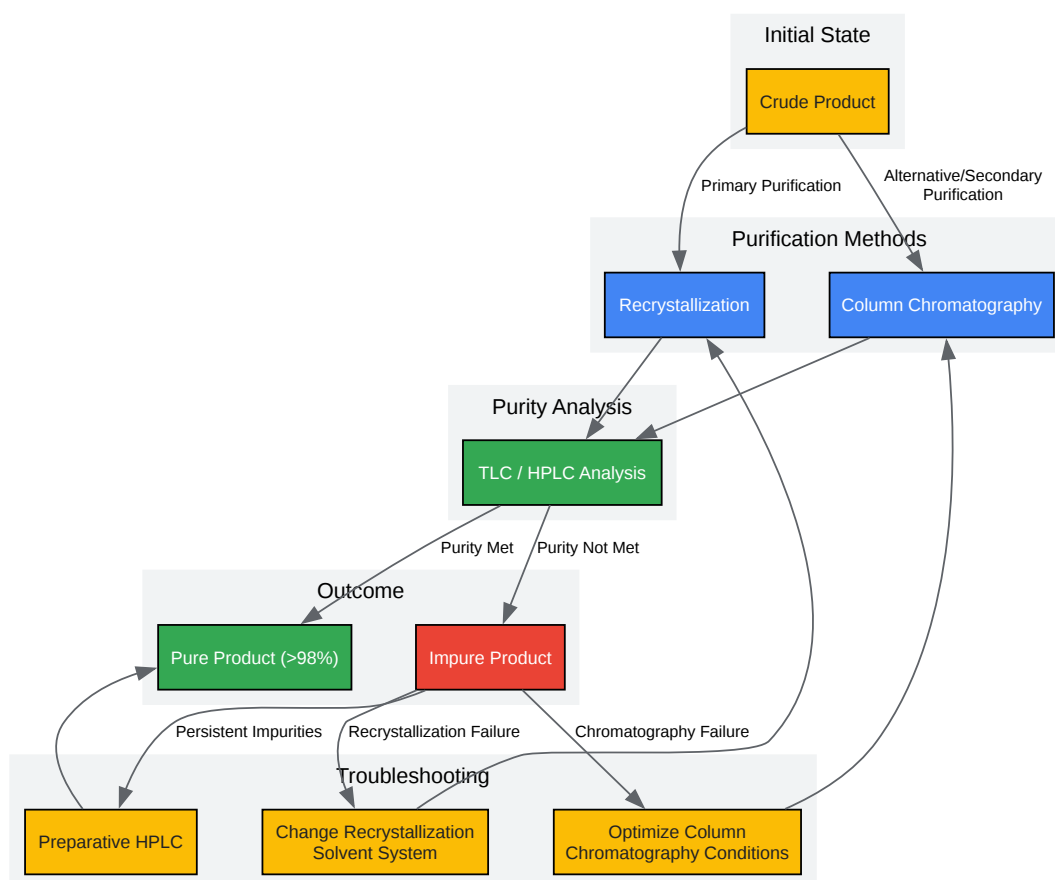 Initial State
Crude Product
Primary Purification
Alternative/Secondary
Purification
Purification Methods
Recrystallization
Column Chromatography
Purity Analysis
TLC / HPLC Analysis
Purity Met
Purity Not Met
Outcome
Pure Product (>98%)
Impure Product
Persistent Impurities
Recrystallization Failure
Chromatography Failure
Troubleshooting
Preparative HPLC
Change Recrystallization
Solvent System
Optimize Column
Chromatography Conditions